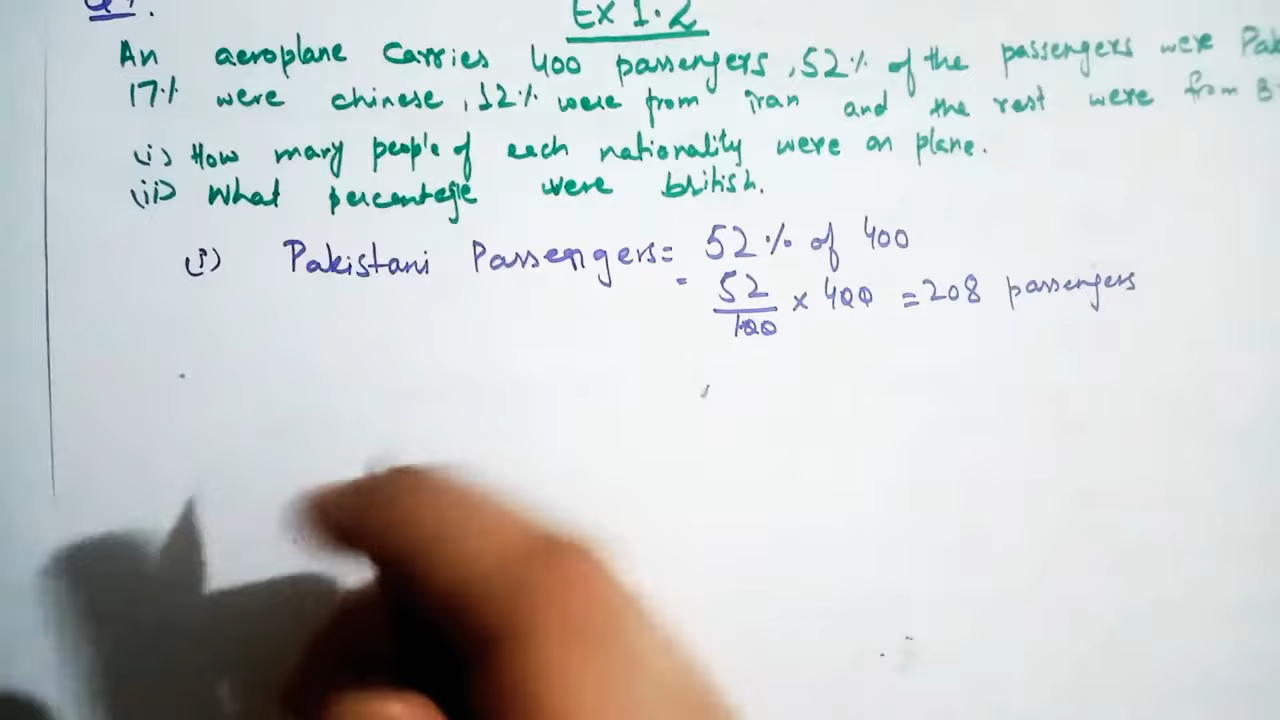 Ex 1.2
An aeroplane carries 400 passengers, 52% of the passengers were
17% were chinese, 12% were from iran and the rest were from
(i) How many people of each nationality were on plane.
(ii) What percentage were british.
(i) Pakistani Passengers = 52% of 400
= 52/100 x 400 = 208 passengers